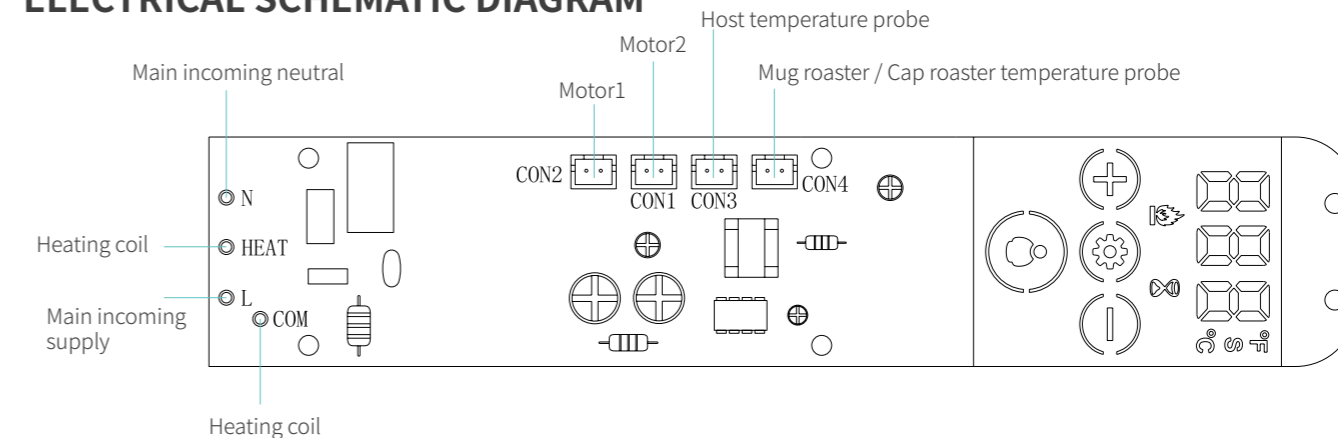 ELECTRICAL SCHEMATIC DIAGRAM
Host temperature probe
Motor2
Main incoming neutral
Mug roaster / Cap roaster temperature probe
Motor1
CON2
CON1
CON3
CON4
N
Heating coil
HEAT
L
Main incoming
supply
COM
°C
S
°F
Heating coil